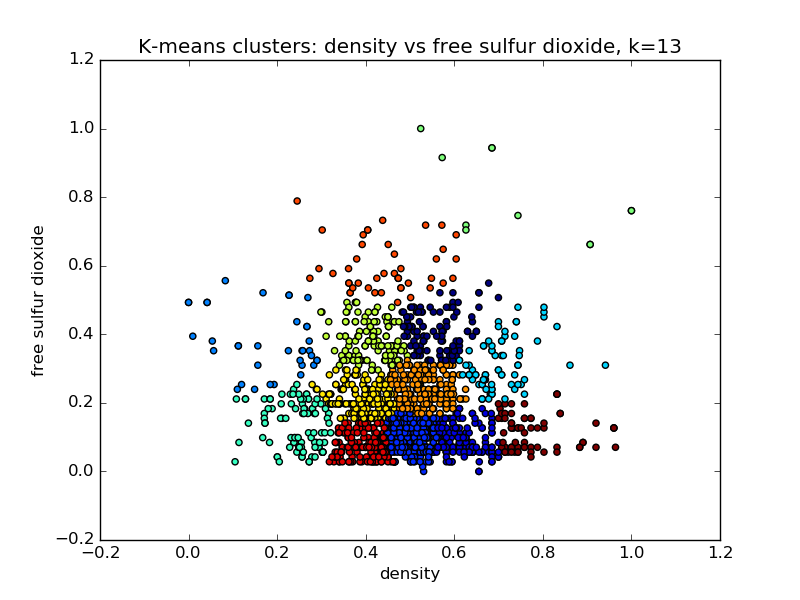 K-means clusters: density vs free sulfur dioxide, k=13
1.2
1.0
0.8
0.6
0.4
0.2
0.0
−0.2
free sulfur dioxide
−0.2 0.0 0.2 0.4 0.6 0.8 1.0 1.2
density